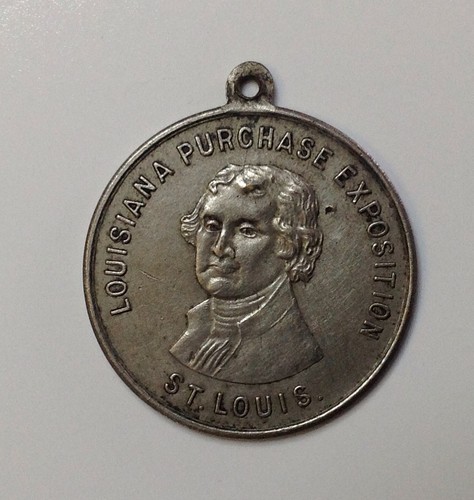 LOUISIANA PURCHASE EXPOSITION
ST. LOUIS.